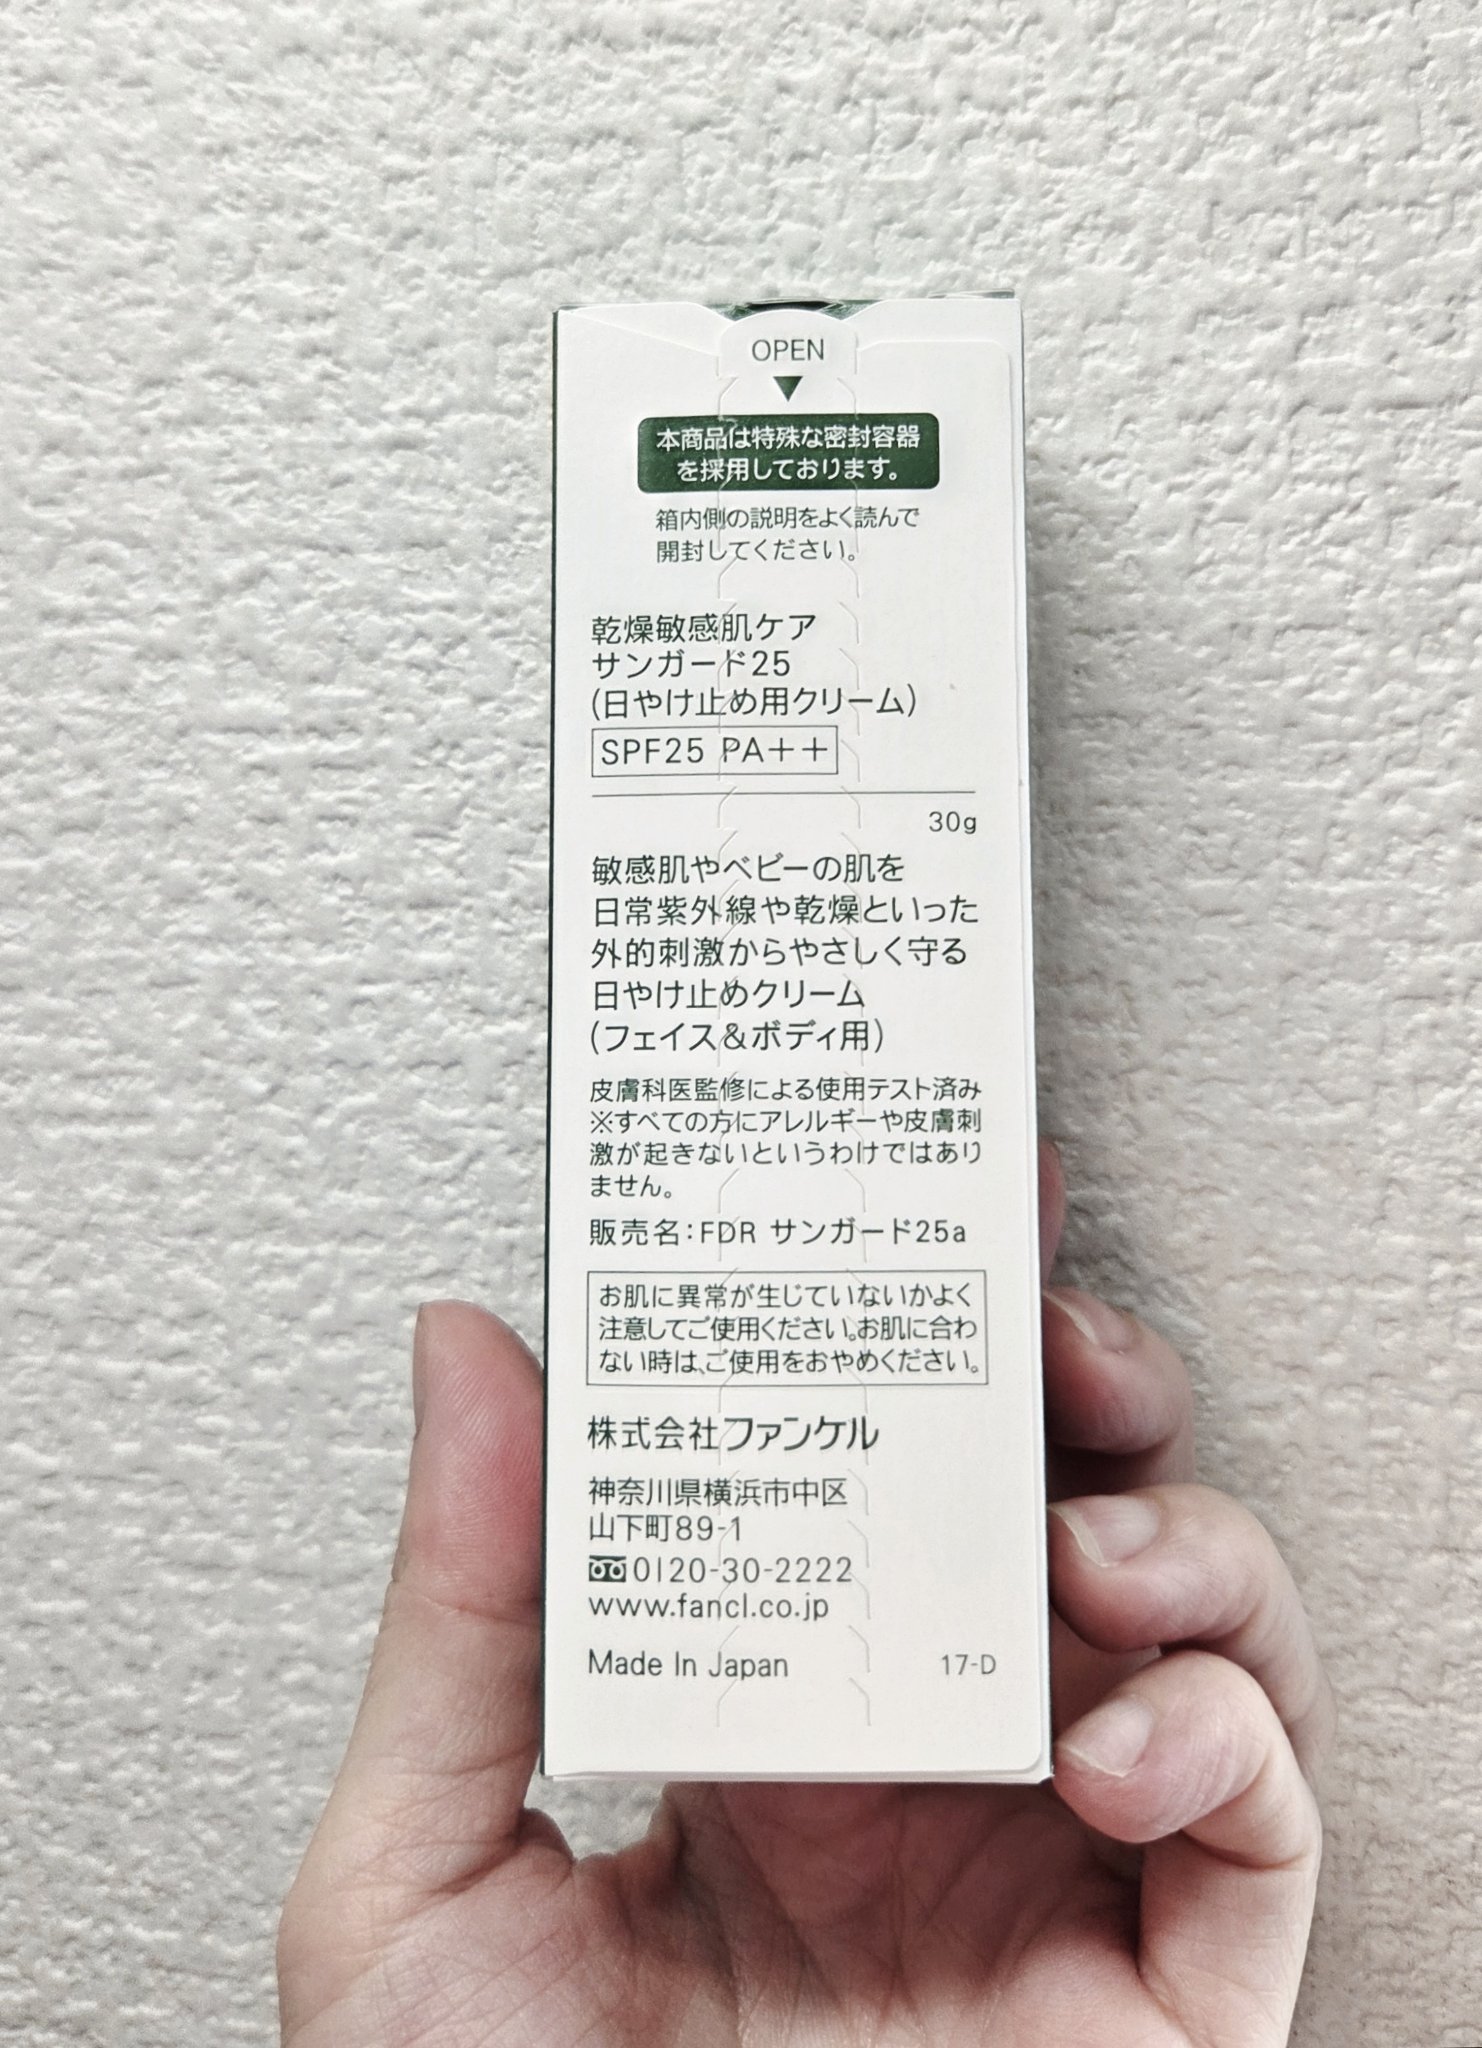 OPEN
本商品は特殊な密封容器
を採用しております。
箱内側の説明をよく読んで
開封してください。
乾燥敏感肌ケア
サンガード25
(日やけ止め用クリーム)
SPF25 PA++
30g
敏感肌やベビーの肌を
日常紫外線や乾燥といった
外的刺激からやさしく守る
日やけ止めクリーム
(フェイス&ボディ用)
皮膚科医監修による使用テスト済み
※すべての方にアレルギーや皮膚刺
激が起きないというわけではあり
ません。
販売名:FDR サンガード25a
お肌に異常が生じていないかよく
注意してご使用ください。お肌に合わ
ない時は、ご使用をおやめください。
株式会社ファンケル
神奈川県横浜市中区
山下町89-1
0120-30-2222
www.fancl.co.jp
Made In Japan 17-D